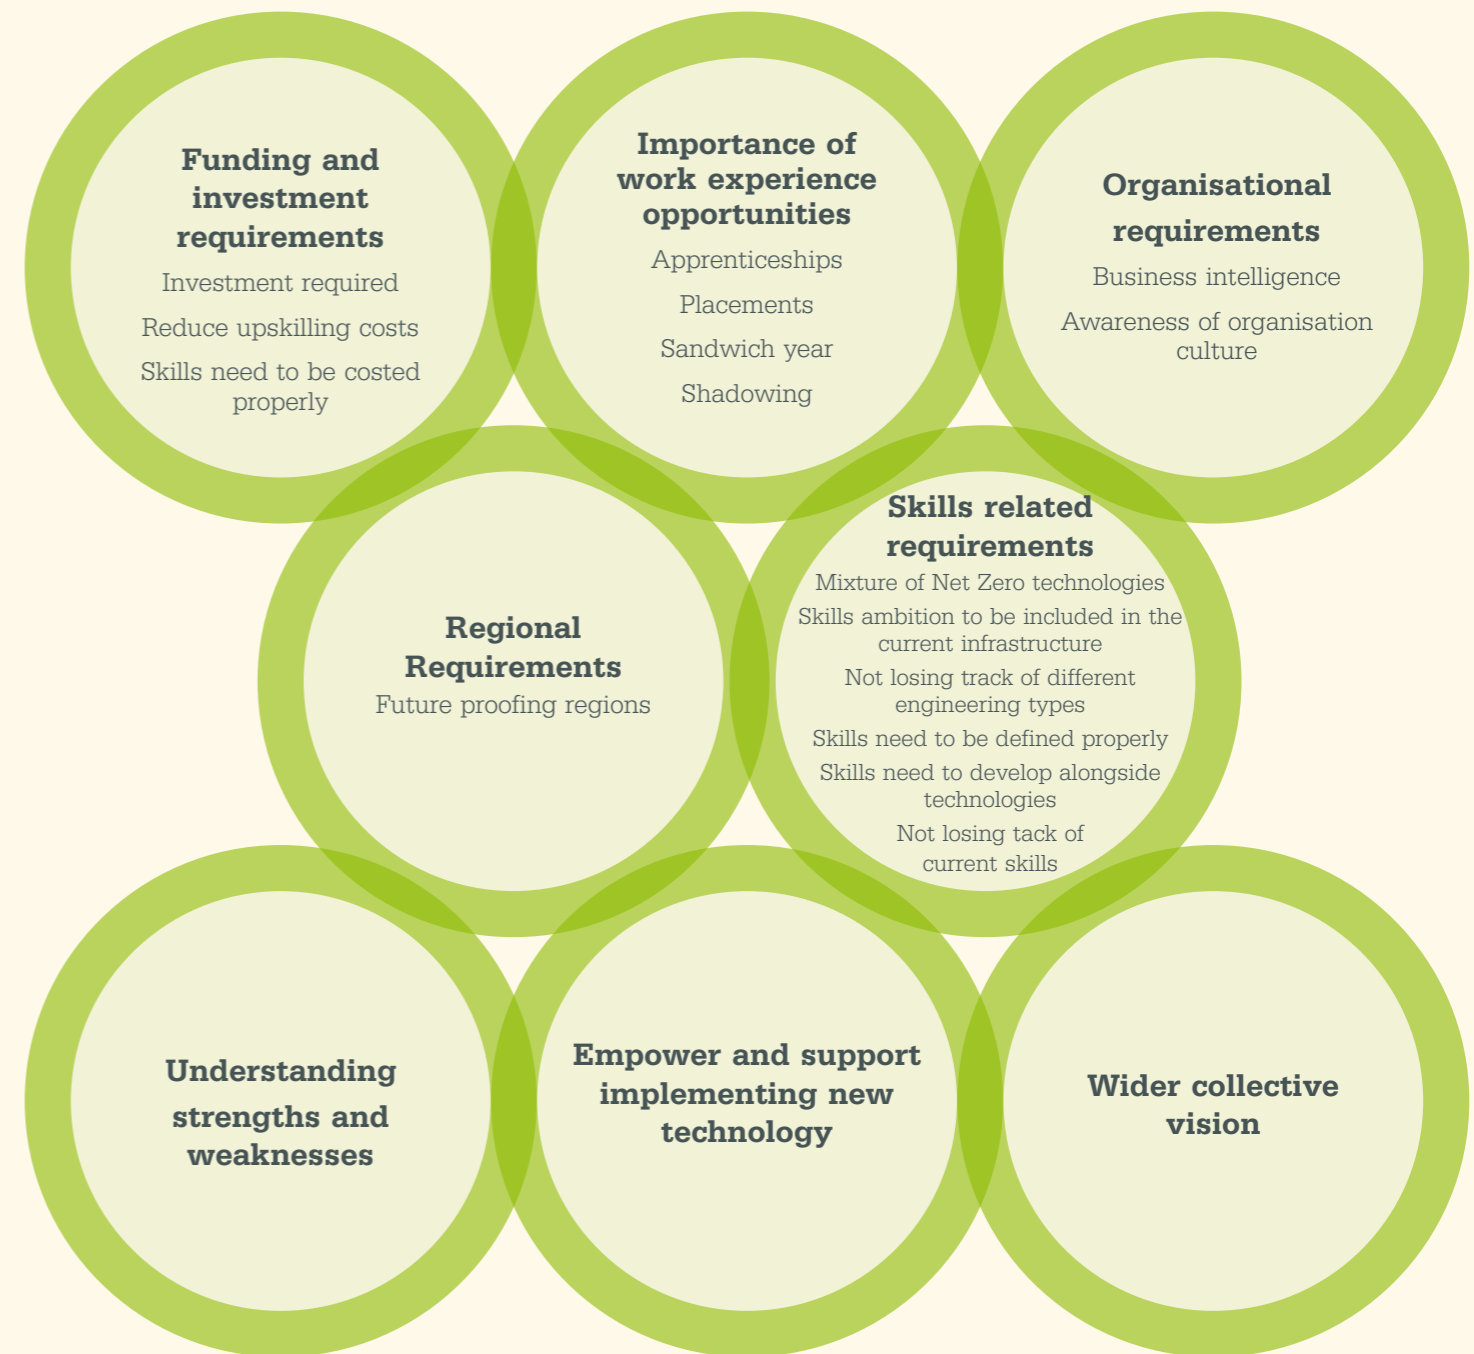 Funding and
investment
requirements
Investment required
Reduce upskilling costs
Skills need to be costed
properly
Importance of
work experience
opportunities
Apprenticeships
Placements
Sandwich year
Shadowing
Organisational
requirements
Business intelligence
Awareness of organisation
culture
Regional
Requirements
Future proofing regions
Skills related
requirements
Mixture of Net Zero technologies
Skills ambition to be included in the
current infrastructure
Not losing track of different
engineering types
Skills need to be defined properly
Skills need to develop alongside
technologies
Not losing tack of
current skills
Understanding
strengths and
weaknesses
Empower and support
implementing new
technology
Wider collective
vision